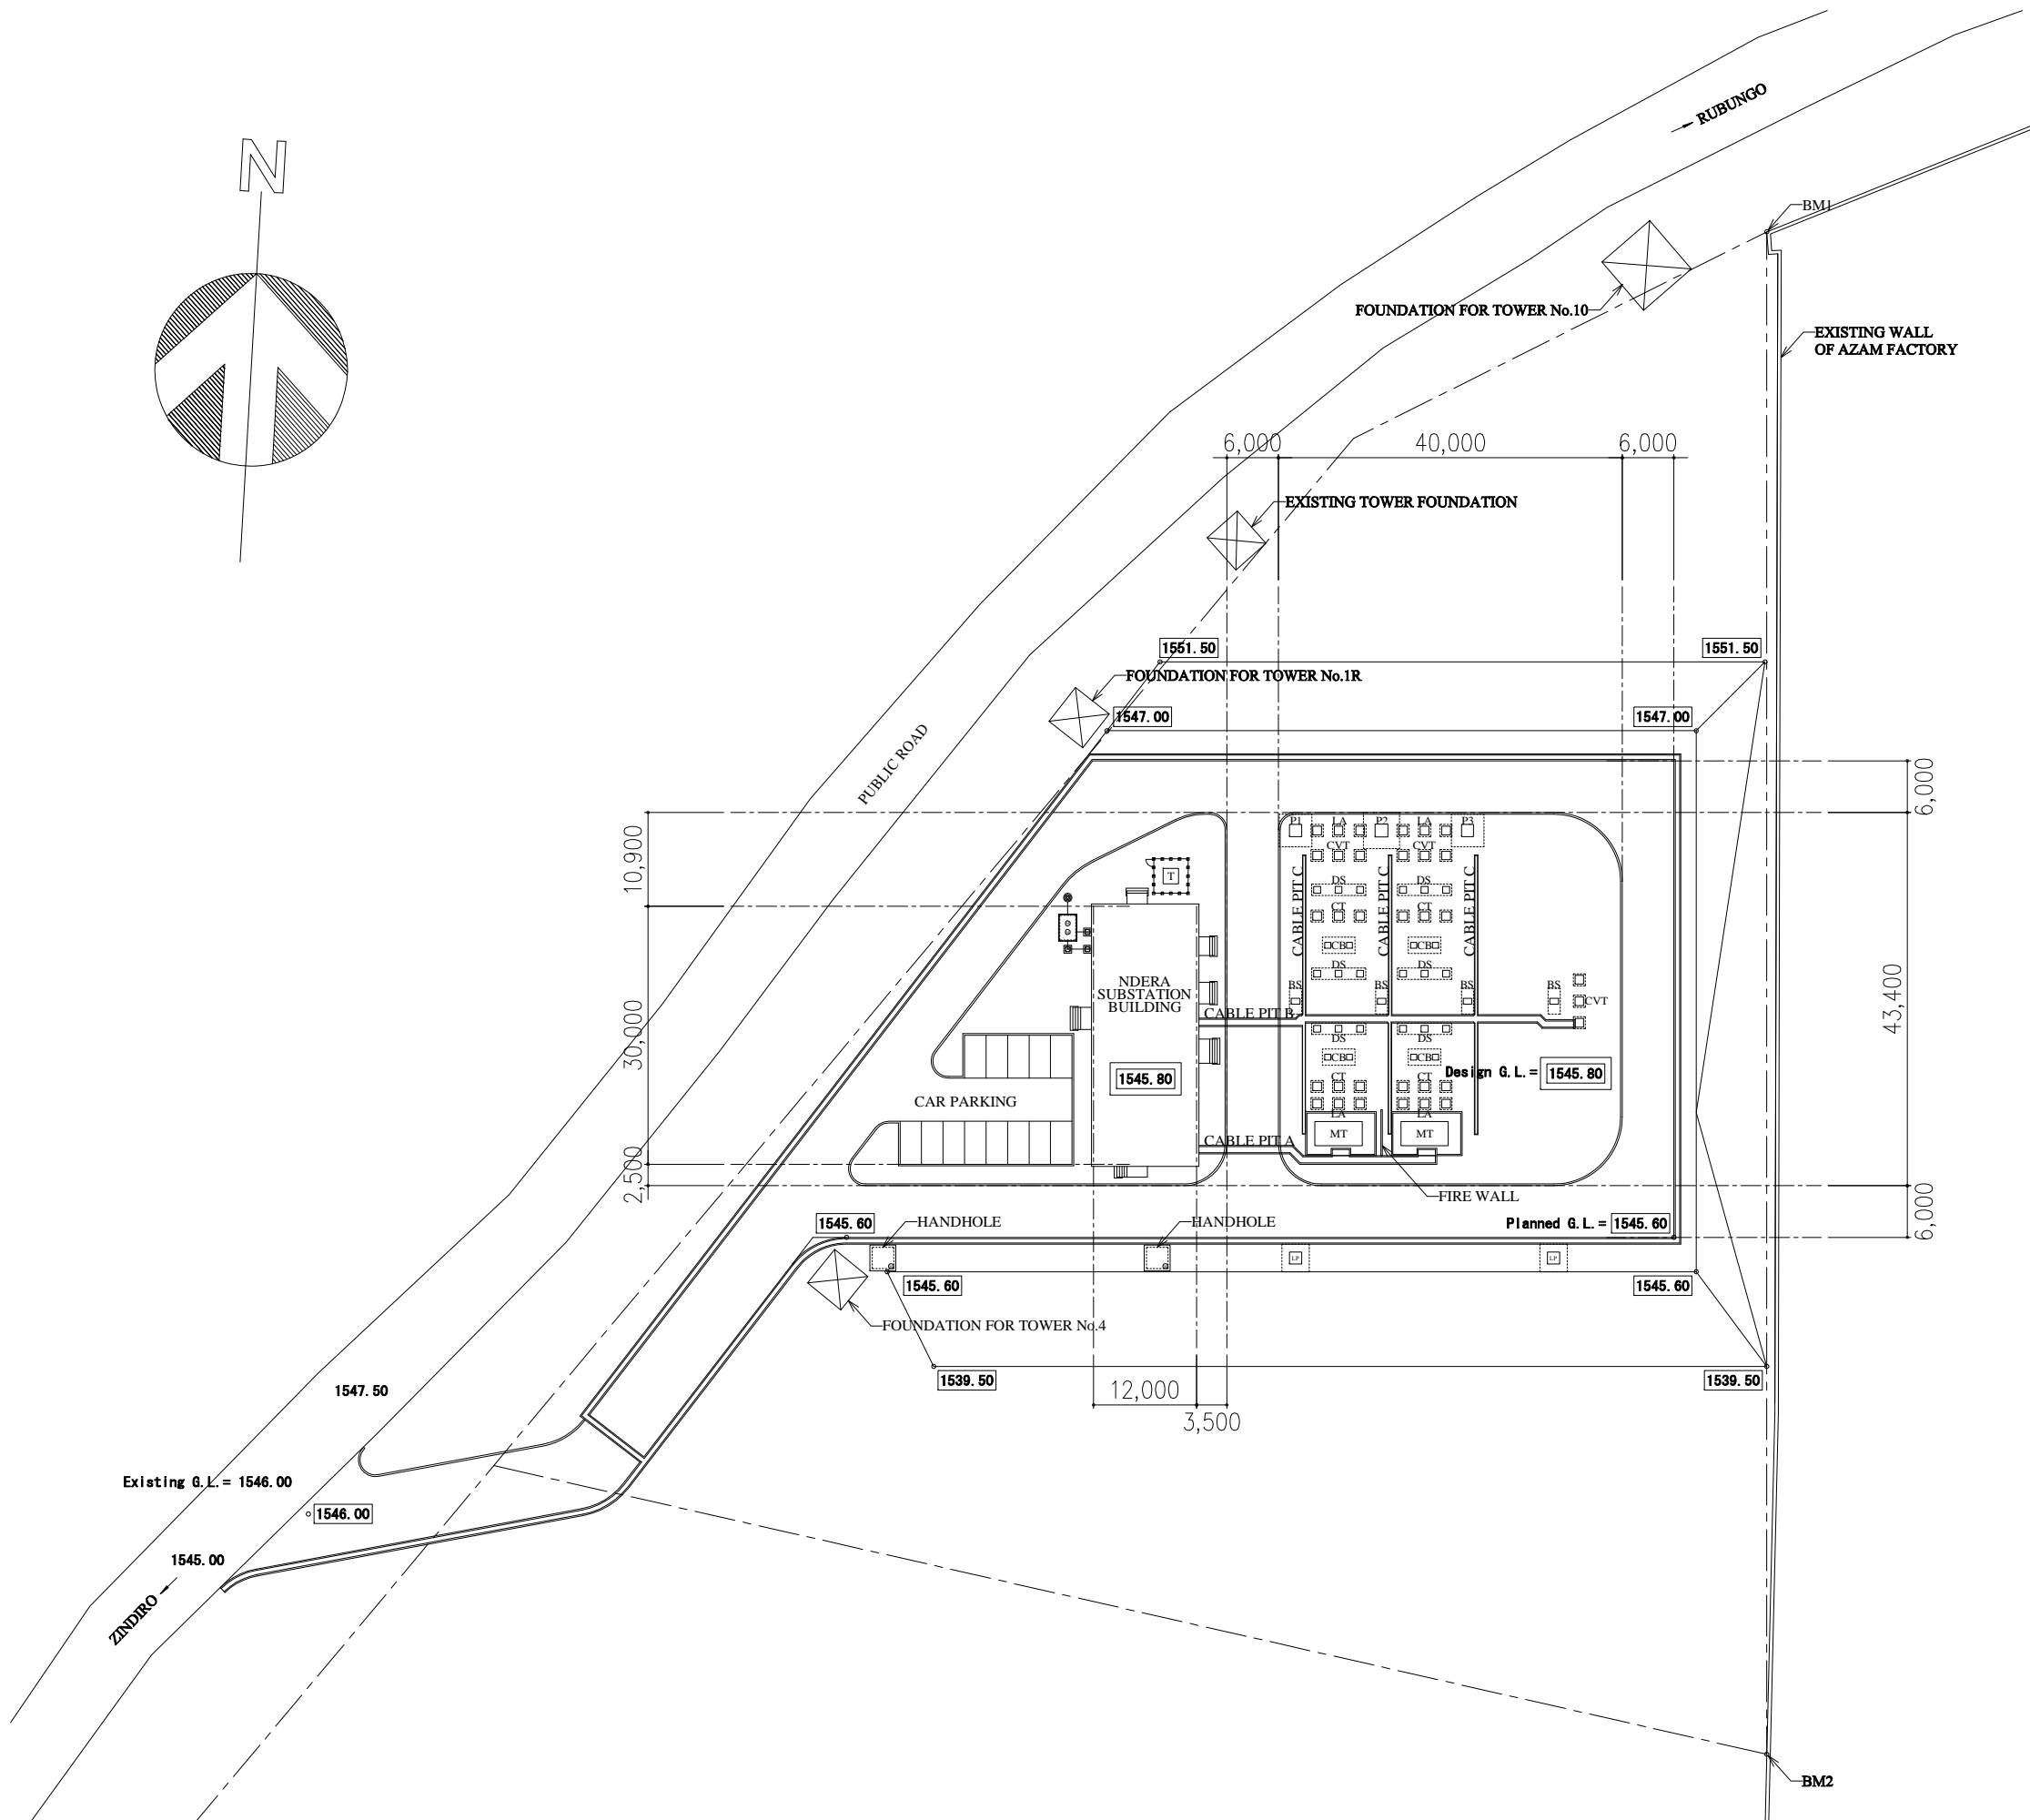 RUBUNGO
N
BM1
FOUNDATION FOR TOWER No.10
EXISTING WALL
OF AZAM FACTORY
6,000
40,000
6,000
EXISTING TOWER FOUNDATION
1551.50
1551.50
FOUNDATION FOR TOWER No.1R
1547.00
1547.00
PUBLIC ROAD
6,000
10,900
P1
LA
P2
LA
P3
CVT
CVT
T
DS
DS
CABLE PIT C
CABLE PIT C
CABLE PIT C
CT
CT
CB
CB
DS
DS
NDERA
SUBSTATION
BUILDING
BS
BS
BS
BS
CVT
CABLE PIT B
43,400
30,000
DS
DS
CB
CB
1545.80
CT
CT
Design G.L.= 1545.80
CAR PARKING
LA
LA
MT
MT
CABLE PIT A
2,500
FIRE WALL
6,000
1545.60
HANDHOLE
HANDHOLE
Planned G.L.= 1545.60
LP
LP
1545.60
1545.60
FOUNDATION FOR TOWER No.4
1539.50
1539.50
12,000
3,500
1547.50
Existing G.L.= 1546.00
1546.00
1545.00
ZINDIRO
BM2